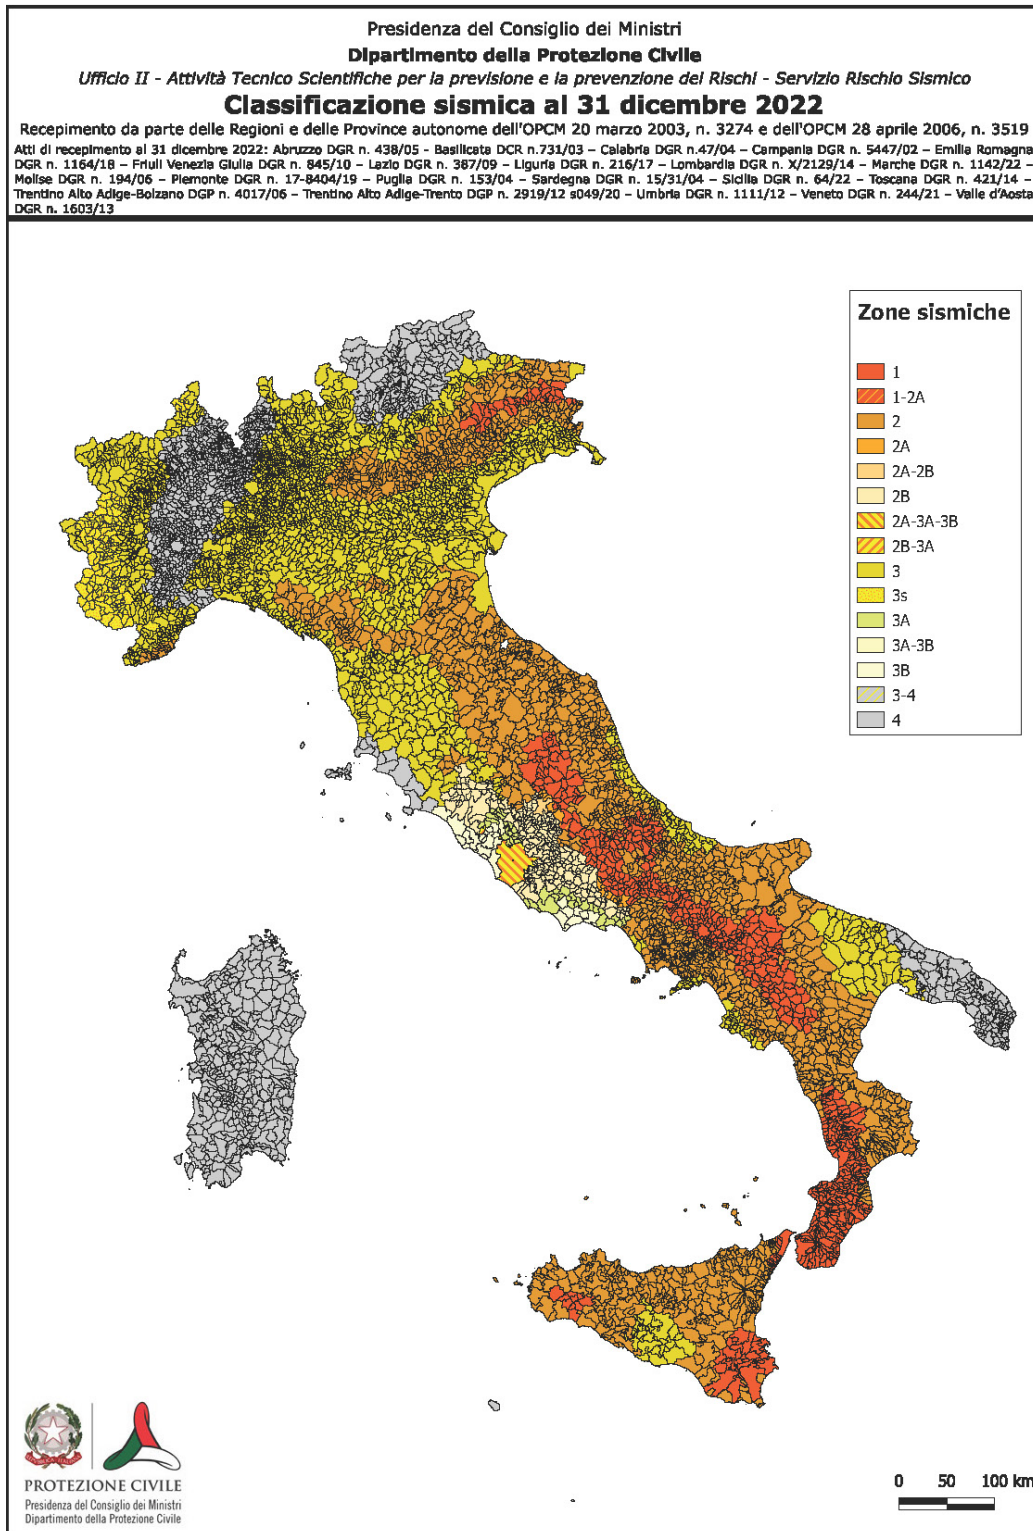 Presidenza del Consiglio dei Ministri
Dipartimento della Protezione Civile
Ufficio II - Attività Tecnico Scientifiche per la previsione e la prevenzione dei Rischi - Servizio Rischio Sismico
Classificazione sismica al 31 dicembre 2022
Recepimento da parte delle Regioni e delle Province autonome dell'OPCM 20 marzo 2003, n. 3274 e dell'OPCM 28 aprile 2006, n. 3519
Atti di recepimento al 31 dicembre 2022: Abruzzo DGR n. 438/05 - Basilicata DCR n.731/03 – Calabria DGR n.47/04 – Campania DGR n. 5447/02 – Emilia Romagna
DGR n. 1164/18 – Friuli Venezia Giulia DGR n. 845/10 – Lazio DGR n. 387/09 – Liguria DGR n. 216/17 – Lombardia DGR n. X/2129/14 – Marche DGR n. 1142/22 –
Molise DGR n. 194/06 – Piemonte DGR n. 17-8404/19 – Puglia DGR n. 153/04 – Sardegna DGR n. 15/31/04 – Sicilia DGR n. 64/22 – Toscana DGR n. 421/14 –
Trentino Alto Adige-Bolzano DGP n. 4017/06 – Trentino Alto Adige-Trento DGP n. 2919/12 s049/20 – Umbria DGR n. 1111/12 – Veneto DGR n. 244/21 – Valle d'Aosta
DGR n. 1603/13
Zone sismiche
1
1-2A
2
2A
2A-2B
2B
2A-3A-3B
2B-3A
3
3s
3A
3A-3B
3B
3-4
4
PROTEZIONE CIVILE
Presidenza del Consiglio dei Ministri
Dipartimento della Protezione Civile
0 50 100 km